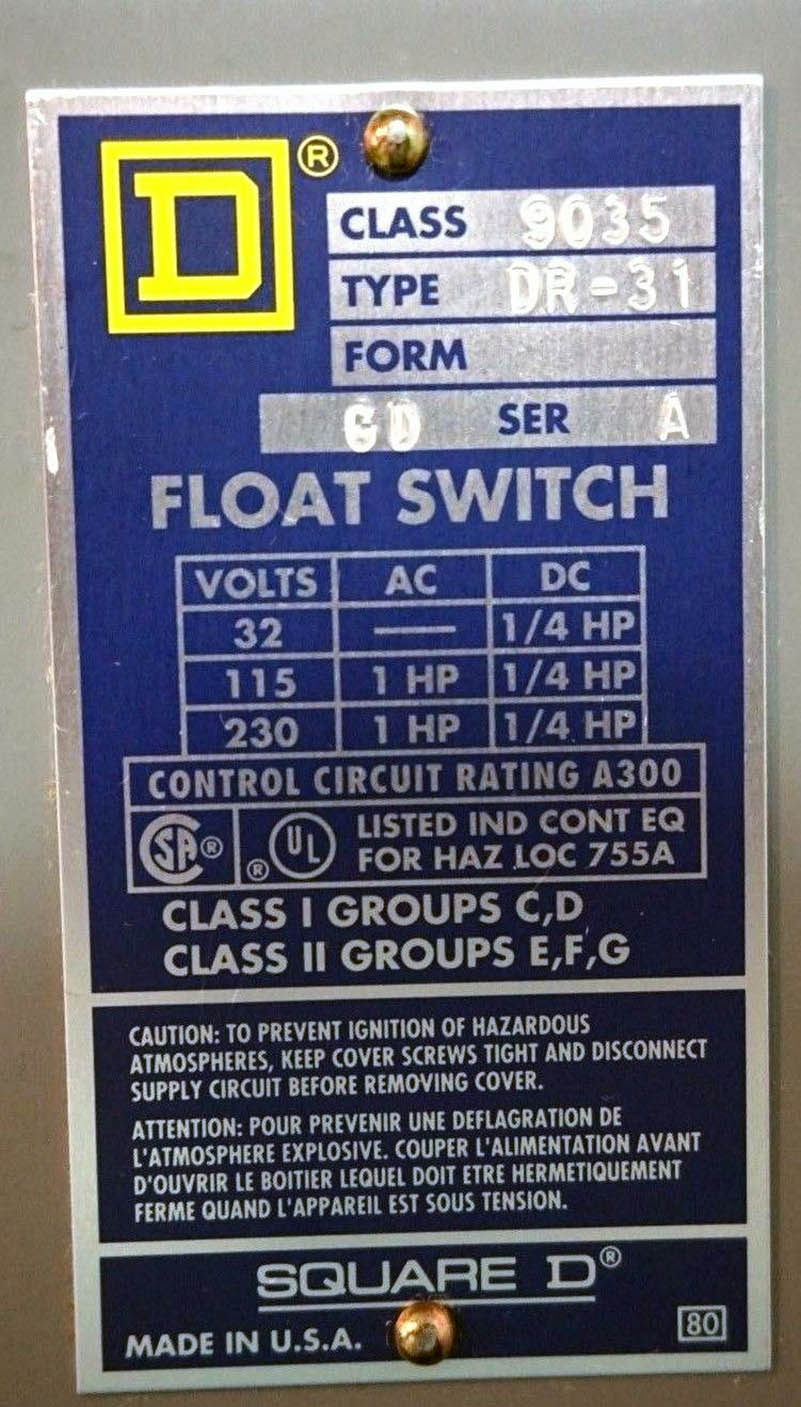 D ®
CLASS 9035
TYPE DR-31
FORM
GD SER A
FLOAT SWITCH
VOLTS AC DC
32 — 1/4 HP
115 1 HP 1/4 HP
230 1 HP 1/4 HP
CONTROL CIRCUIT RATING A300
SA ® ® UL LISTED IND CONT EQ
FOR HAZ LOC 755A
CLASS I GROUPS C,D
CLASS II GROUPS E,F,G
CAUTION: TO PREVENT IGNITION OF HAZARDOUS
ATMOSPHERES, KEEP COVER SCREWS TIGHT AND DISCONNECT
SUPPLY CIRCUIT BEFORE REMOVING COVER.
ATTENTION: POUR PREVENIR UNE DEFLAGRATION DE
L'ATMOSPHERE EXPLOSIVE. COUPER L'ALIMENTATION AVANT
D'OUVRIR LE BOITIER LEQUEL DOIT ETRE HERMETIQUEMENT
FERME QUAND L'APPAREIL EST SOUS TENSION.
SQUARE D®
MADE IN U.S.A. 80